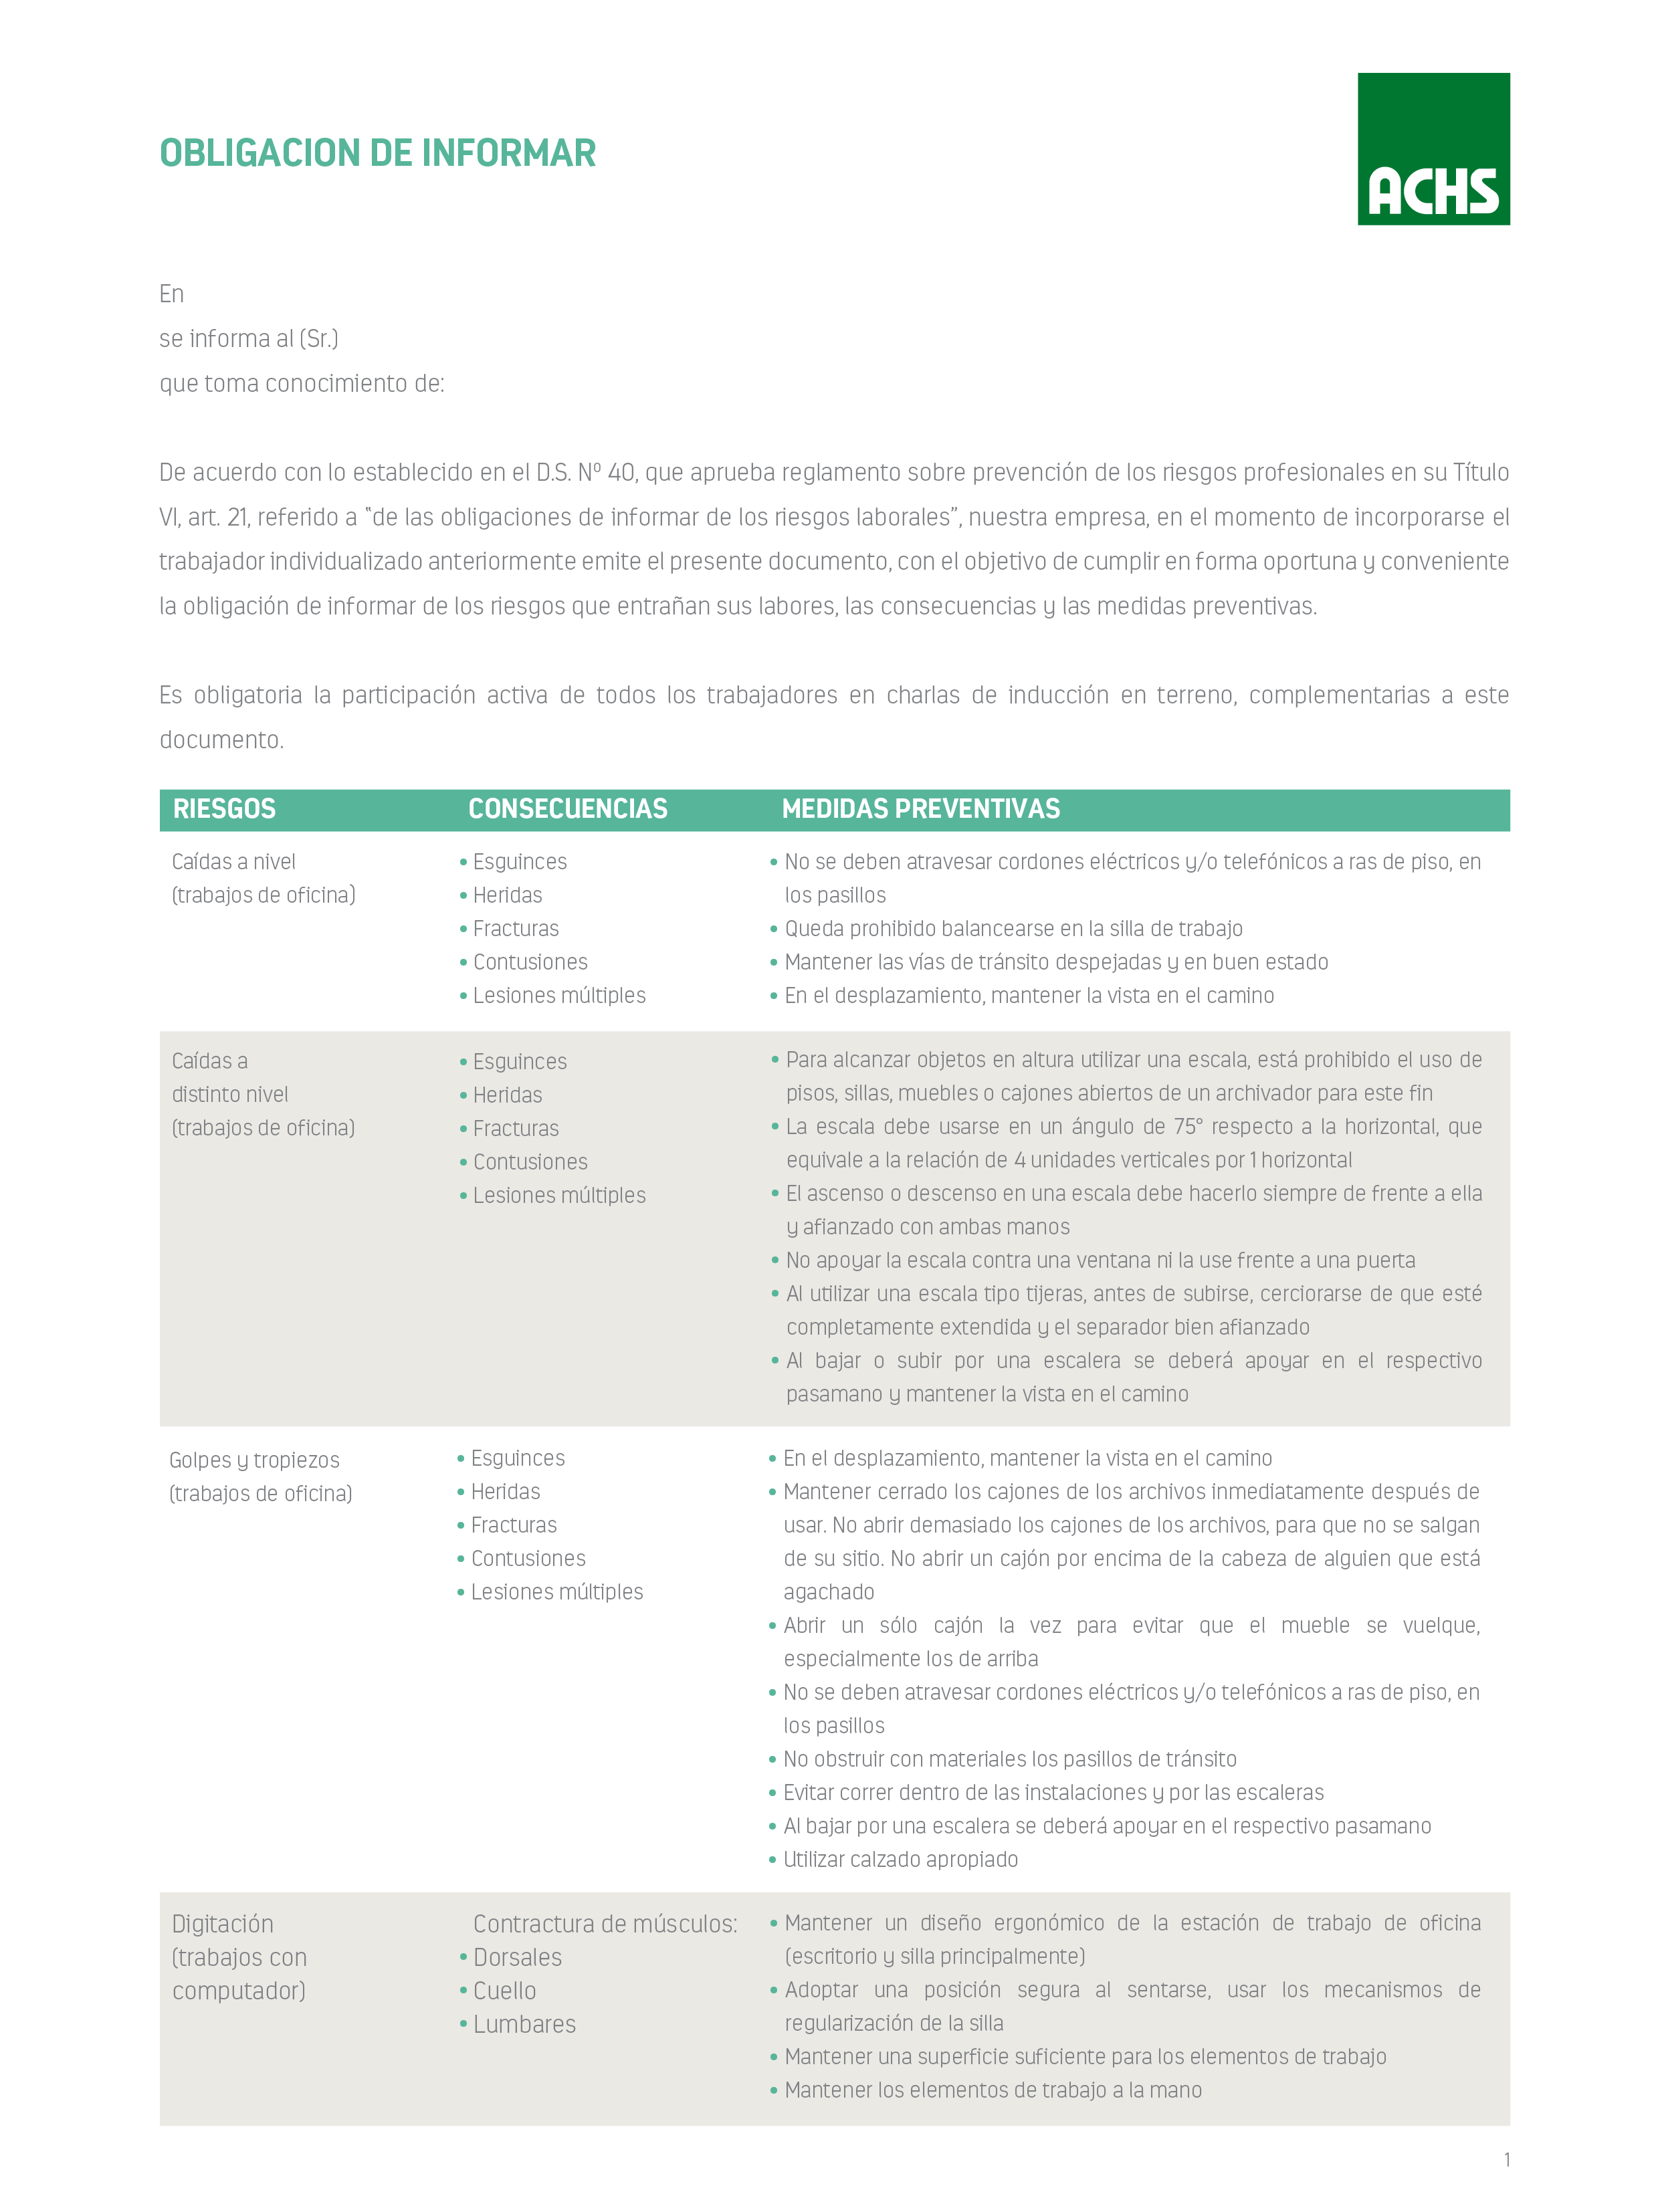 OBLIGACION DE INFORMAR
ACHS
En
se informa al (Sr.)
que toma conocimiento de:
De acuerdo con lo establecido en el D.S. Nº 40, que aprueba reglamento sobre prevención de los riesgos profesionales en su Título
VI, art. 21, referido a “de las obligaciones de informar de los riesgos laborales”, nuestra empresa, en el momento de incorporarse el
trabajador individualizado anteriormente emite el presente documento, con el objetivo de cumplir en forma oportuna y conveniente
la obligación de informar de los riesgos que entrañan sus labores, las consecuencias y las medidas preventivas.
Es obligatoria la participación activa de todos los trabajadores en charlas de inducción en terreno, complementarias a este
documento.
RIESGOS
CONSECUENCIAS
MEDIDAS PREVENTIVAS
Caídas a nivel
(trabajos de oficina)
• Esguinces
• Heridas
• Fracturas
• Contusiones
• Lesiones múltiples
• No se deben atravesar cordones eléctricos y/o telefónicos a ras de piso, en
los pasillos
• Queda prohibido balancearse en la silla de trabajo
• Mantener las vías de tránsito despejadas y en buen estado
• En el desplazamiento, mantener la vista en el camino
Caídas a
distinto nivel
(trabajos de oficina)
• Esguinces
• Heridas
• Fracturas
• Contusiones
• Lesiones múltiples
• Para alcanzar objetos en altura utilizar una escala, está prohibido el uso de
pisos, sillas, muebles o cajones abiertos de un archivador para este fin
• La escala debe usarse en un ángulo de 75° respecto a la horizontal, que
equivale a la relación de 4 unidades verticales por 1 horizontal
• El ascenso o descenso en una escala debe hacerlo siempre de frente a ella
y afianzado con ambas manos
• No apoyar la escala contra una ventana ni la use frente a una puerta
• Al utilizar una escala tipo tijeras, antes de subirse, cerciorarse de que esté
completamente extendida y el separador bien afianzado
• Al bajar o subir por una escalera se deberá apoyar en el respectivo
pasamano y mantener la vista en el camino
Golpes y tropiezos
(trabajos de oficina)
• Esguinces
• Heridas
• Fracturas
• Contusiones
• Lesiones múltiples
• En el desplazamiento, mantener la vista en el camino
• Mantener cerrado los cajones de los archivos inmediatamente después de
usar. No abrir demasiado los cajones de los archivos, para que no se salgan
de su sitio. No abrir un cajón por encima de la cabeza de alguien que está
agachado
• Abrir un sólo cajón la vez para evitar que el mueble se vuelque,
especialmente los de arriba
• No se deben atravesar cordones eléctricos y/o telefónicos a ras de piso, en
los pasillos
• No obstruir con materiales los pasillos de tránsito
• Evitar correr dentro de las instalaciones y por las escaleras
• Al bajar por una escalera se deberá apoyar en el respectivo pasamano
• Utilizar calzado apropiado
Digitación
(trabajos con
computador)
Contractura de músculos:
• Dorsales
• Cuello
• Lumbares
• Mantener un diseño ergonómico de la estación de trabajo de oficina
(escritorio y silla principalmente)
• Adoptar una posición segura al sentarse, usar los mecanismos de
regularización de la silla
• Mantener una superficie suficiente para los elementos de trabajo
• Mantener los elementos de trabajo a la mano
1